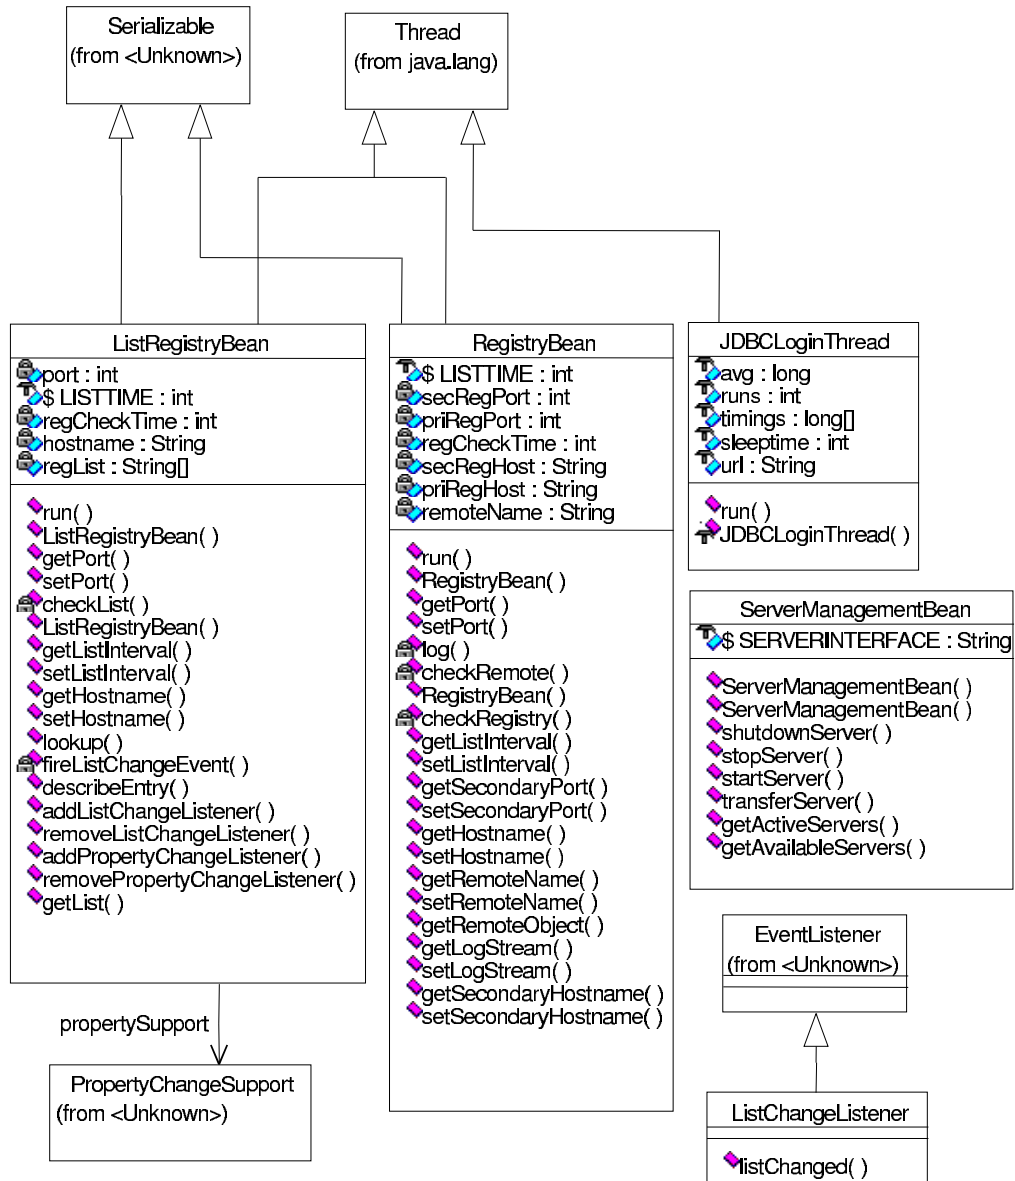 Serializable
(from <Unknown>)
Thread
(from java.lang)
ListRegistryBean
port : int
$ LISTTIME : int
regCheckTime : int
hostname : String
regList : String[]
run( )
ListRegistryBean( )
getPort( )
setPort( )
checkList( )
ListRegistryBean( )
getListInterval( )
setListInterval( )
getHostname( )
setHostname( )
lookup( )
fireListChangeEvent( )
describeEntry( )
addListChangeListener( )
removeListChangeListener( )
addPropertyChangeListener( )
removePropertyChangeListener( )
getList( )
propertySupport
PropertyChangeSupport
(from <Unknown>)
RegistryBean
$ LISTTIME : int
secRegPort : int
priRegPort : int
regCheckTime : int
secRegHost : String
priRegHost : String
remoteName : String
run( )
RegistryBean( )
getPort( )
setPort( )
log( )
checkRemote( )
RegistryBean( )
checkRegistry( )
getListInterval( )
setListInterval( )
getSecondaryPort( )
setSecondaryPort( )
getHostname( )
setHostname( )
getRemoteName( )
setRemoteName( )
getRemoteObject( )
getLogStream( )
setLogStream( )
getSecondaryHostname( )
setSecondaryHostname( )
JDBCLoginThread
avg : long
runs : int
timings : long[]
sleeptime : int
url : String
run( )
JDBCLoginThread( )
ServerManagementBean
$ SERVERINTERFACE : String
ServerManagementBean( )
ServerManagementBean( )
shutdownServer( )
stopServer( )
startServer( )
transferServer( )
getActiveServers( )
getAvailableServers( )
EventListener
(from <Unknown>)
ListChangeListener
listChanged( )